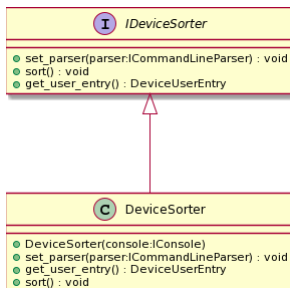 I IDeviceSorter
set_parser(parser:ICommandLineParser) : void
sort() : void
get_user_entry() : DeviceUserEntry
C DeviceSorter
DeviceSorter(console:IConsole)
set_parser(parser:ICommandLineParser) : void
get_user_entry() : DeviceUserEntry
sort() : void